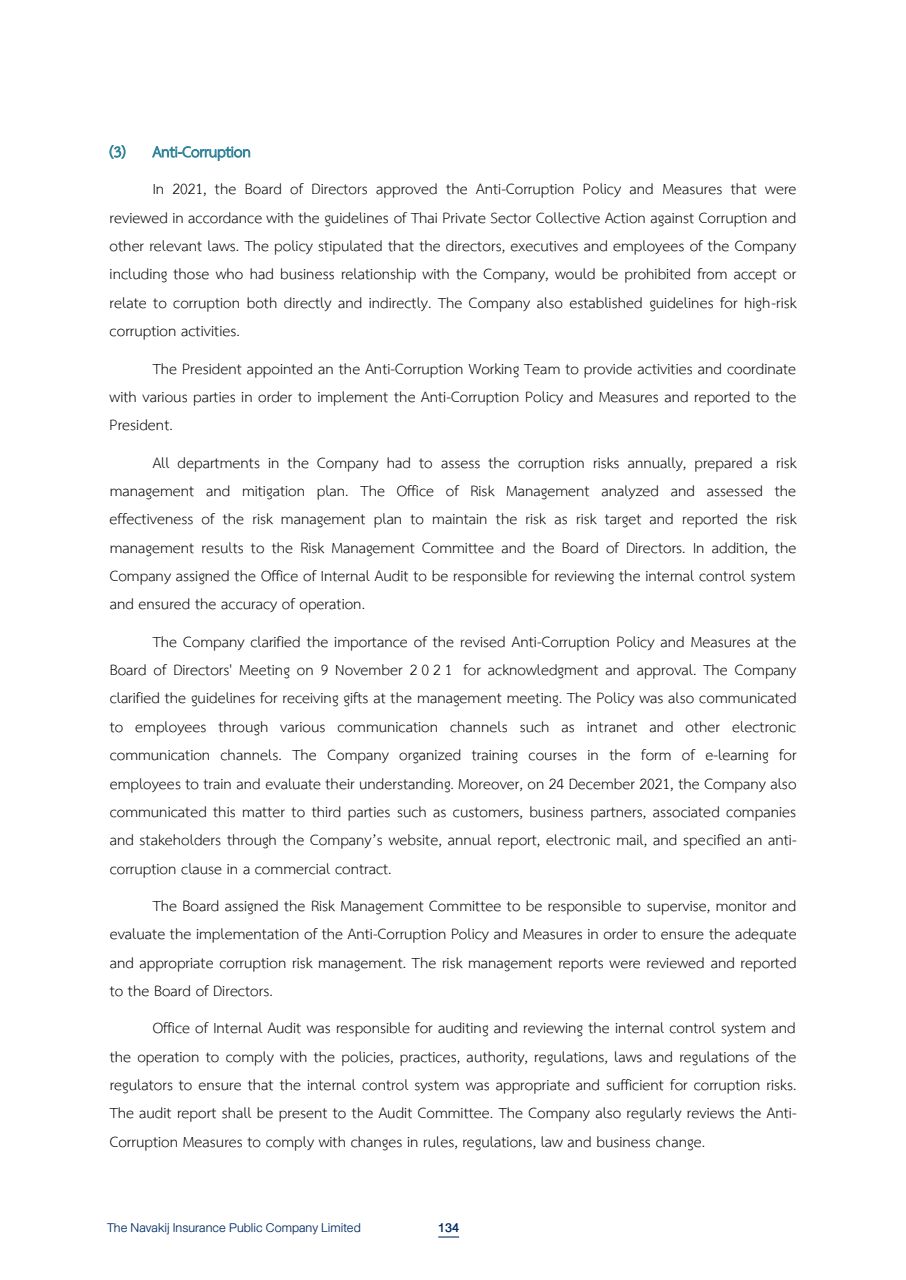 (3) Anti-Corruption
In 2021, the Board of Directors approved the Anti-Corruption Policy and Measures that were
reviewed in accordance with the guidelines of Thai Private Sector Collective Action against Corruption and
other relevant laws. The policy stipulated that the directors, executives and employees of the Company
including those who had business relationship with the Company, would be prohibited from accept or
relate to corruption both directly and indirectly. The Company also established guidelines for high-risk
corruption activities.
The President appointed an the Anti-Corruption Working Team to provide activities and coordinate
with various parties in order to implement the Anti-Corruption Policy and Measures and reported to the
President.
All departments in the Company had to assess the corruption risks annually, prepared a risk
management and mitigation plan. The Office of Risk Management analyzed and assessed the
effectiveness of the risk management plan to maintain the risk as risk target and reported the risk
management results to the Risk Management Committee and the Board of Directors. In addition, the
Company assigned the Office of Internal Audit to be responsible for reviewing the internal control system
and ensured the accuracy of operation.
The Company clarified the importance of the revised Anti-Corruption Policy and Measures at the
Board of Directors' Meeting on 9 November 2021 for acknowledgment and approval. The Company
clarified the guidelines for receiving gifts at the management meeting. The Policy was also communicated
to employees through various communication channels such as intranet and other electronic
communication channels. The Company organized training courses in the form of e-learning for
employees to train and evaluate their understanding. Moreover, on 24 December 2021, the Company also
communicated this matter to third parties such as customers, business partners, associated companies
and stakeholders through the Company's website, annual report, electronic mail, and specified an anti-
corruption clause in a commercial contract.
The Board assigned the Risk Management Committee to be responsible to supervise, monitor and
evaluate the implementation of the Anti-Corruption Policy and Measures in order to ensure the adequate
and appropriate corruption risk management. The risk management reports were reviewed and reported
to the Board of Directors.
Office of Internal Audit was responsible for auditing and reviewing the internal control system and
the operation to comply with the policies, practices, authority, regulations, laws and regulations of the
regulators to ensure that the internal control system was appropriate and sufficient for corruption risks.
The audit report shall be present to the Audit Committee. The Company also regularly reviews the Anti-
Corruption Measures to comply with changes in rules, regulations, law and business change.
The Navakij Insurance Public Company Limited 134